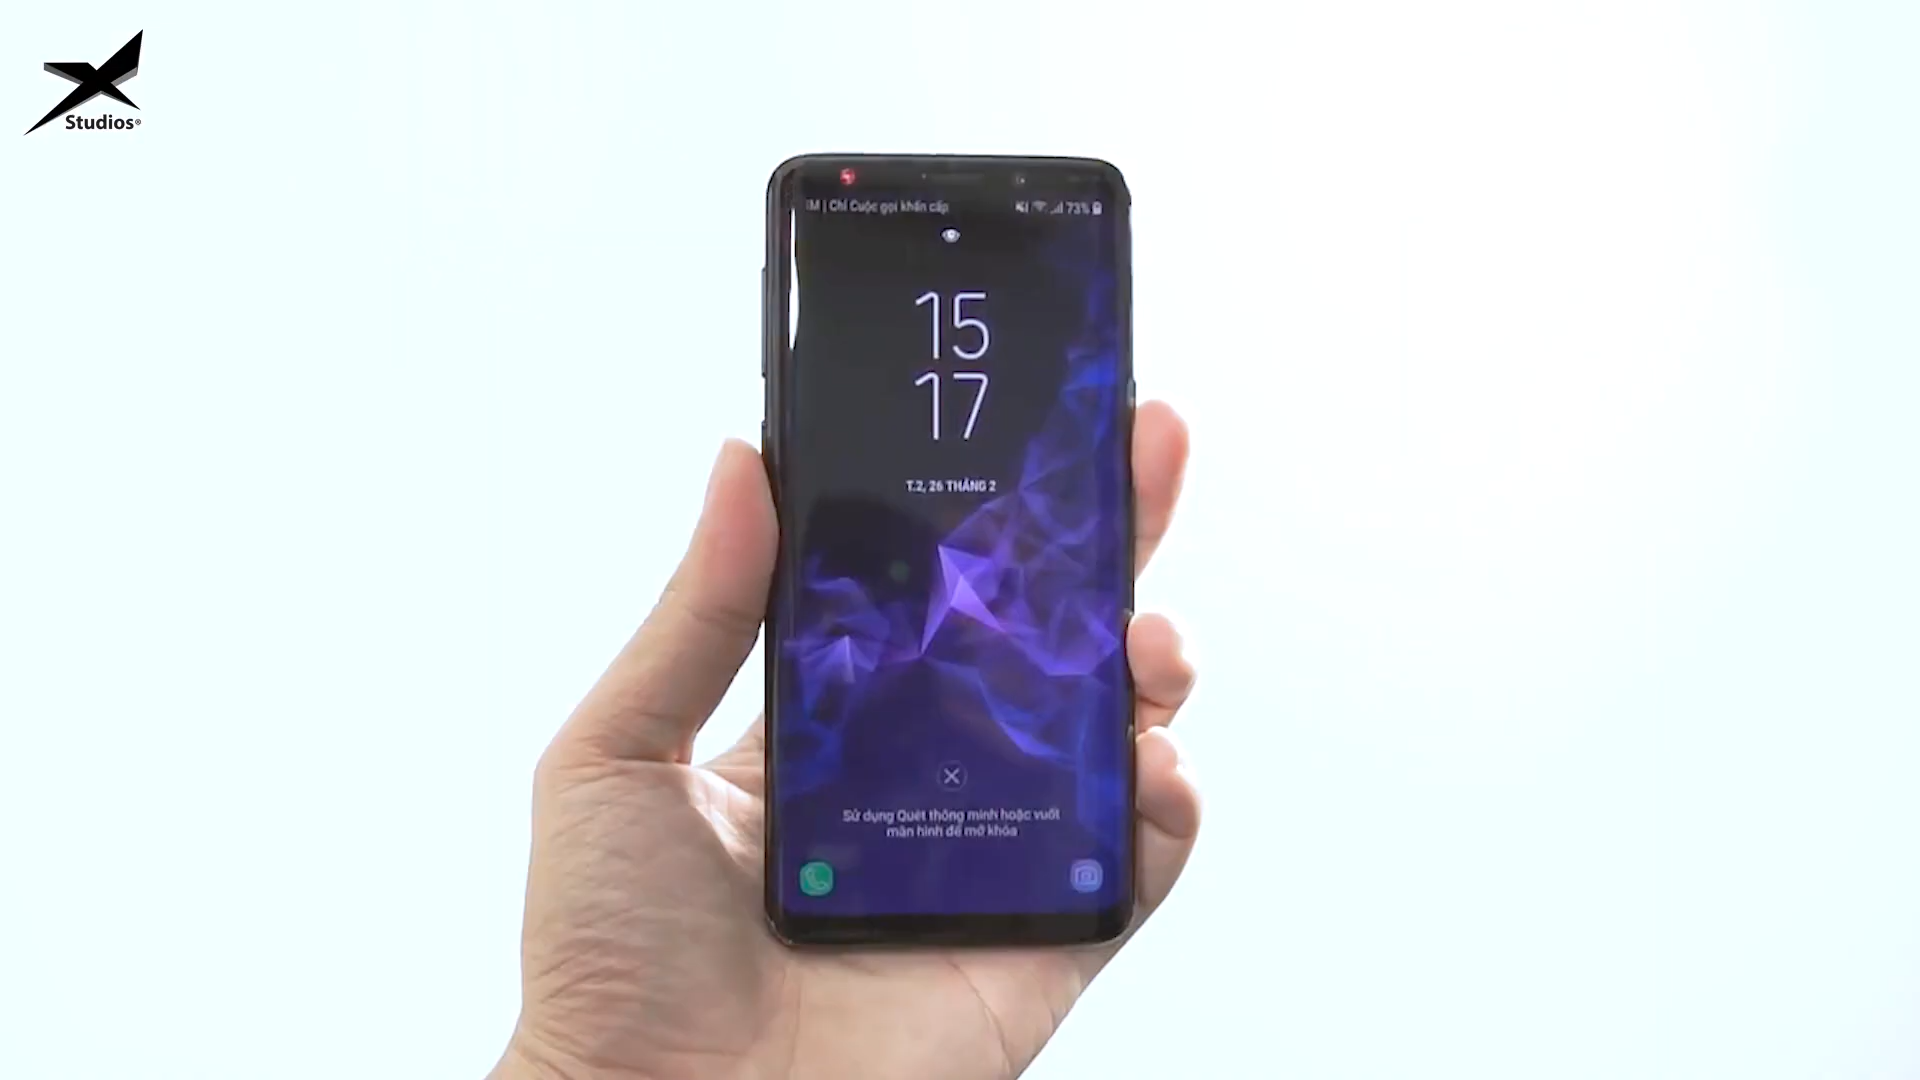 Studios®
IM | Chỉ Cuộc gọi khẩn cấp
73%
15
17
T.2, 26 THÁNG 2
Sử dụng Quét thông minh hoặc vuốt
màn hình để mở khóa